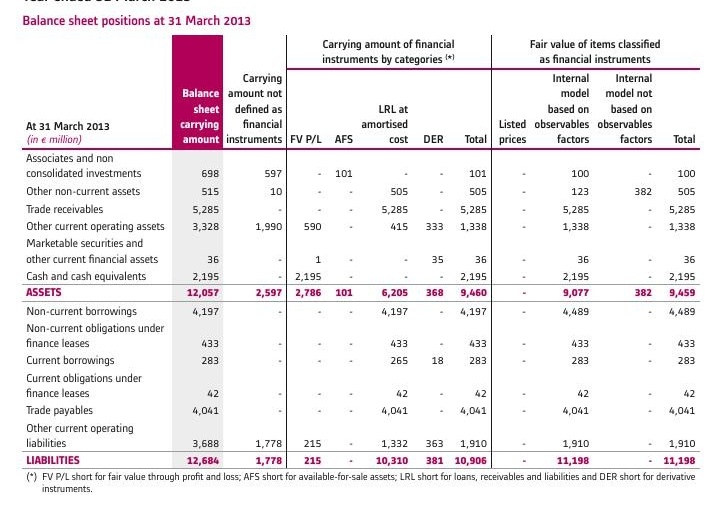 Balance sheet positions at 31 March 2013
Carrying amount of financial Fair value of items classified
instruments by categories (*) as financial instruments
Carrying Internal Internal
Balance amount not model model not
sheet defined as LRL at based on based on
carrying financial amortised Listed observables observables
At 31 March 2013
(in € million) amount instruments FV P/L AFS cost DER Total prices factors factors Total
Associates and non
consolidated investments 698 597 - 101 - - 101 - 100 - 100
Other non-current assets 515 10 - - 505 - 505 - 123 382 505
Trade receivables 5,285 - - - 5,285 - 5,285 - 5,285 - 5,285
Other current operating assets 3,328 1,990 590 - 415 333 1,338 - 1,338 - 1,338
Marketable securities and
other current financial assets 36 - 1 - - 35 36 - 36 - 36
Cash and cash equivalents 2,195 - 2,195 - - - 2,195 - 2,195 - 2,195
ASSETS 12,057 2,597 2,786 101 6,205 368 9,460 - 9,077 382 9,459
Non-current borrowings 4,197 - - - 4,197 - 4,197 - 4,489 - 4,489
Non-current obligations under
finance leases 433 - - - 433 - 433 - 433 - 433
Current borrowings 283 - - - 265 18 283 - 283 - 283
Current obligations under
finance leases 42 - - - 42 - 42 - 42 - 42
Trade payables 4,041 - - - 4,041 - 4,041 - 4,041 - 4,041
Other current operating
liabilities 3,688 1,778 215 - 1,332 363 1,910 - 1,910 - 1,910
LIABILITIES 12,684 1,778 215 - 10,310 381 10,906 - 11,198 - 11,198
(*) FV P/L short for fair value through profit and loss; AFS short for available-for-sale assets; LRL short for loans, receivables and liabilities and DER short for derivative
instruments.